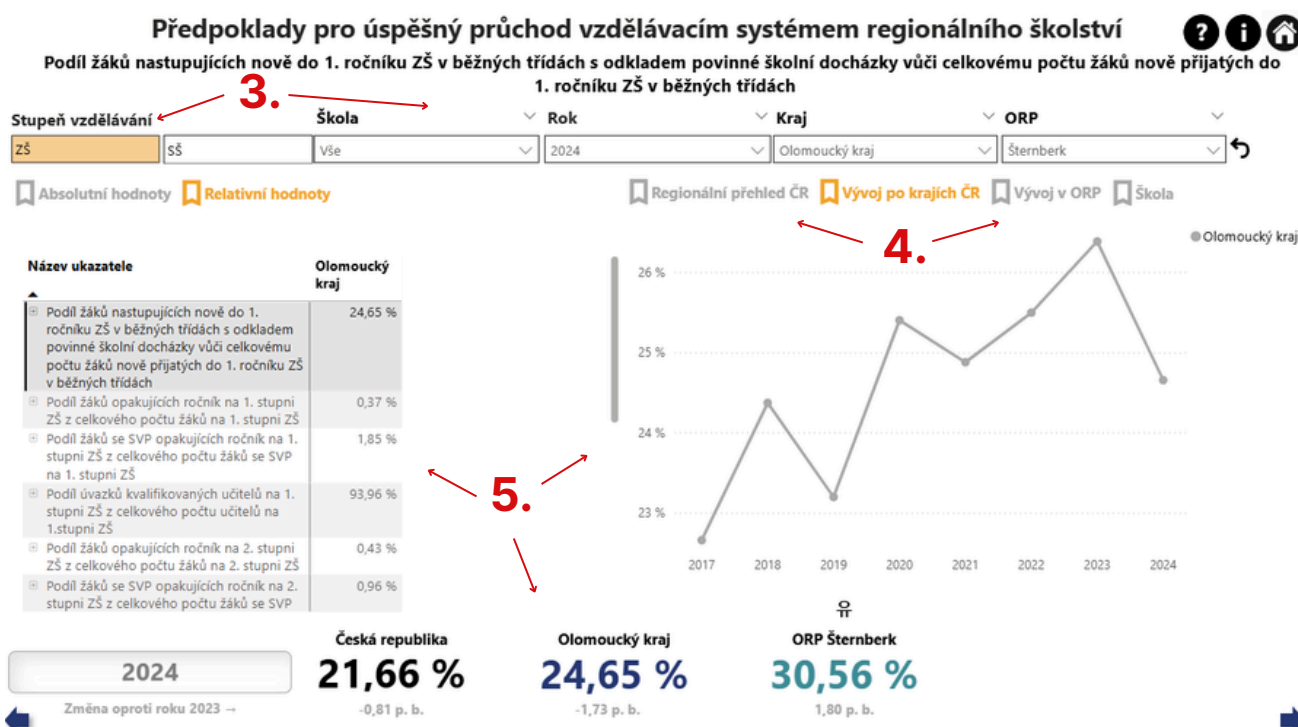 Předpoklady pro úspěšný průchod vzdělávacím systémem regionálního školství
? i
Podíl žáků nastupujících nově do 1. ročníku ZŠ v běžných třídách s odkladem povinné školní docházky vůči celkovému počtu žáků nově přijatých do
1. ročníku ZŠ v běžných třídách
3.
Stupeň vzdělávání Škola Rok Kraj ORP
ZŠ SŠ Vše 2024 Olomoucký kraj Šternberk
Absolutní hodnoty Relativní hodnoty Regionální přehled ČR Vývoj po krajích ČR Vývoj v ORP Škola
4.
Olomoucký kraj
Název ukazatele Olomoucký
kraj
Podíl žáků nastupujících nově do 1. 24,65 %
ročníku ZŠ v běžných třídách s odkladem
povinné školní docházky vůči celkovému
počtu žáků nově přijatých do 1. ročníku ZŠ
v běžných třídách
Podíl žáků opakujících ročník na 1. stupni 0,37 %
ZŠ z celkového počtu žáků na 1. stupni ZŠ
Podíl žáků se SVP opakujících ročník na 1. 1,85 %
stupni ZŠ z celkového počtu žáků se SVP
na 1. stupni ZŠ
Podíl úvazků kvalifikovaných učitelů na 1. 93,96 %
stupni ZŠ z celkového počtu učitelů na
1.stupni ZŠ
Podíl žáků opakujících ročník na 2. stupni 0,43 %
ZŠ z celkového počtu žáků na 2. stupni ZŠ
Podíl žáků se SVP opakujících ročník na 2. 0,96 %
stupni ZŠ z celkového počtu žáků se SVP
5.
26 %
25 %
24 %
23 %
2017 2018 2019 2020 2021 2022 2023 2024
유
Česká republika Olomoucký kraj ORP Šternberk
2024 21,66 % 24,65 % 30,56 %
Změna oproti roku 2023 → -0,81 p. b. -1,73 p. b. 1,80 p. b.